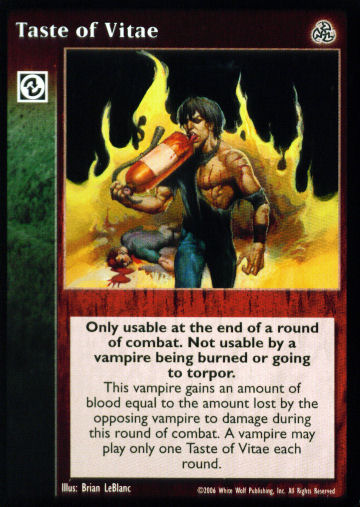 Taste of Vitae
Only usable at the end of a round
of combat. Not usable by a
vampire being burned or going
to torpor.
This vampire gains an amount of
blood equal to the amount lost by the
opposing vampire to damage during
this round of combat. A vampire may
play only one Taste of Vitae each
round.
Illus: Brian LeBlanc
©2006 White Wolf Publishing, Inc. All Rights Reserved